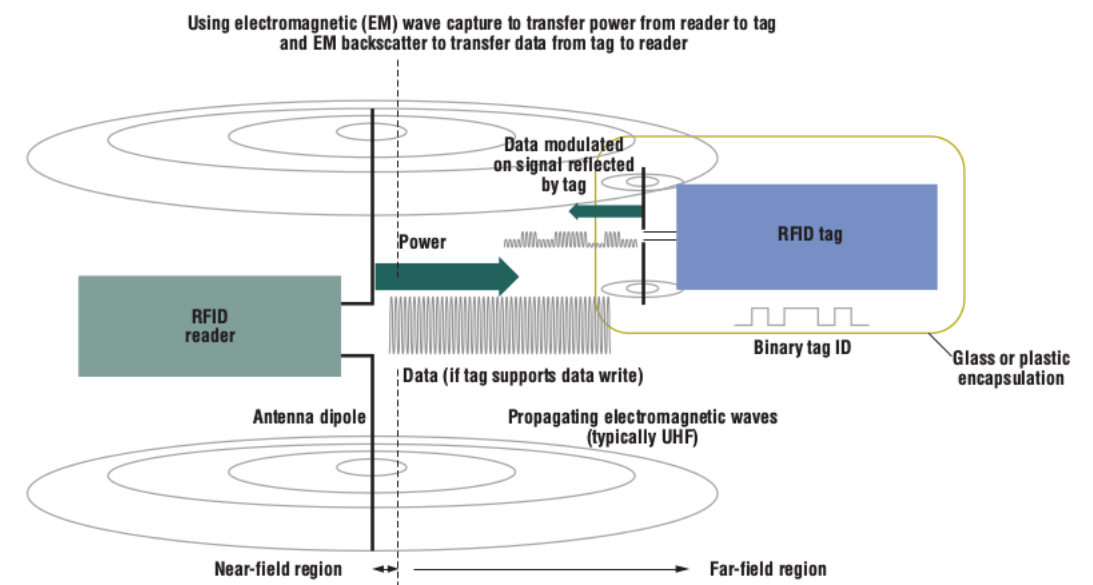 Using electromagnetic (EM) wave capture to transfer power from reader to tag
and EM backscatter to transfer data from tag to reader
Data modulated
on signal reflected
by tag
Power
RFID tag
RFID
reader
Binary tag ID
Glass or plastic
encapsulation
Data (if tag supports data write)
Antenna dipole
Propagating electromagnetic waves
(typically UHF)
Near-field region
Far-field region